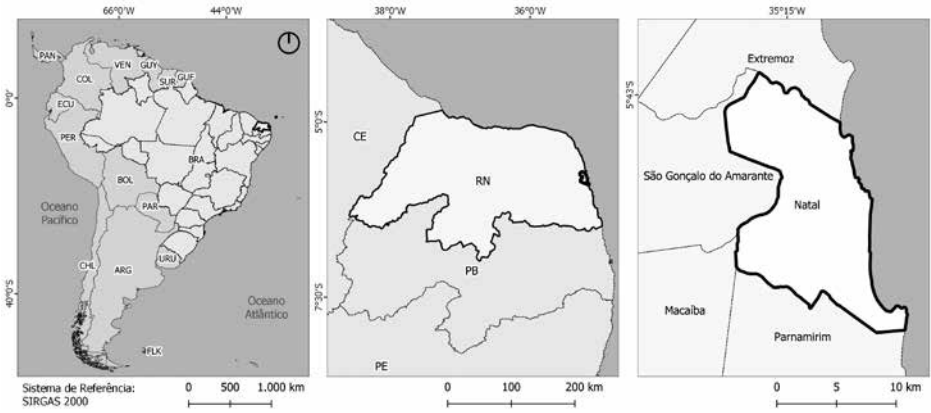 66°0'W 44°0'W
0°0'
40°0'S
PAN
VEN
GUY
SUR
GUF
COL
ECU
PER
BRA
BOL
PAR
Oceano
Pacífico
CHL
ARG
URU
Oceano
Atlântico
FLK
Sistema de Referência:
SIRGAS 2000
0 500 1.000 km
38°0'W 36°0'W
5°0'S
7°30'S
CE
RN
PB
PE
0 100 200 km
35°15'W
5°43'S
Extremoz
São Gonçalo do Amarante
Natal
Macaíba
Parnamirim
0 5 10 km